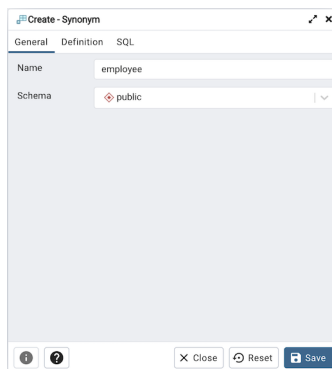 Create - Synonym
General Definition SQL
Name employee
Schema public
Close Reset Save